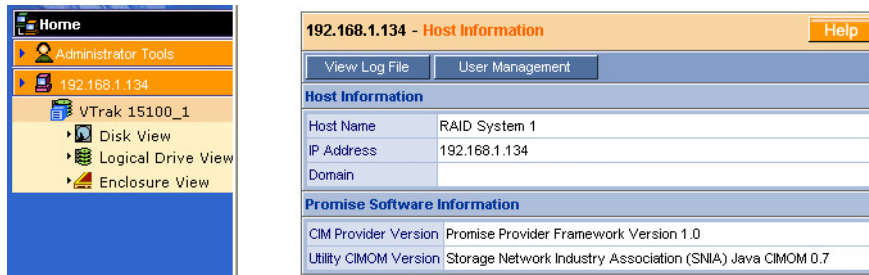 Home
Administrator Tools
192.168.1.134
VTrak 15100_1
Disk View
Logical Drive View
Enclosure View
192.168.1.134 - Host Information
Help
View Log File
User Management
Host Information
Host Name RAID System 1
IP Address 192.168.1.134
Domain
Promise Software Information
CIM Provider Version Promise Provider Framework Version 1.0
Utility CIMOM Version Storage Network Industry Association (SNIA) Java CIMOM 0.7